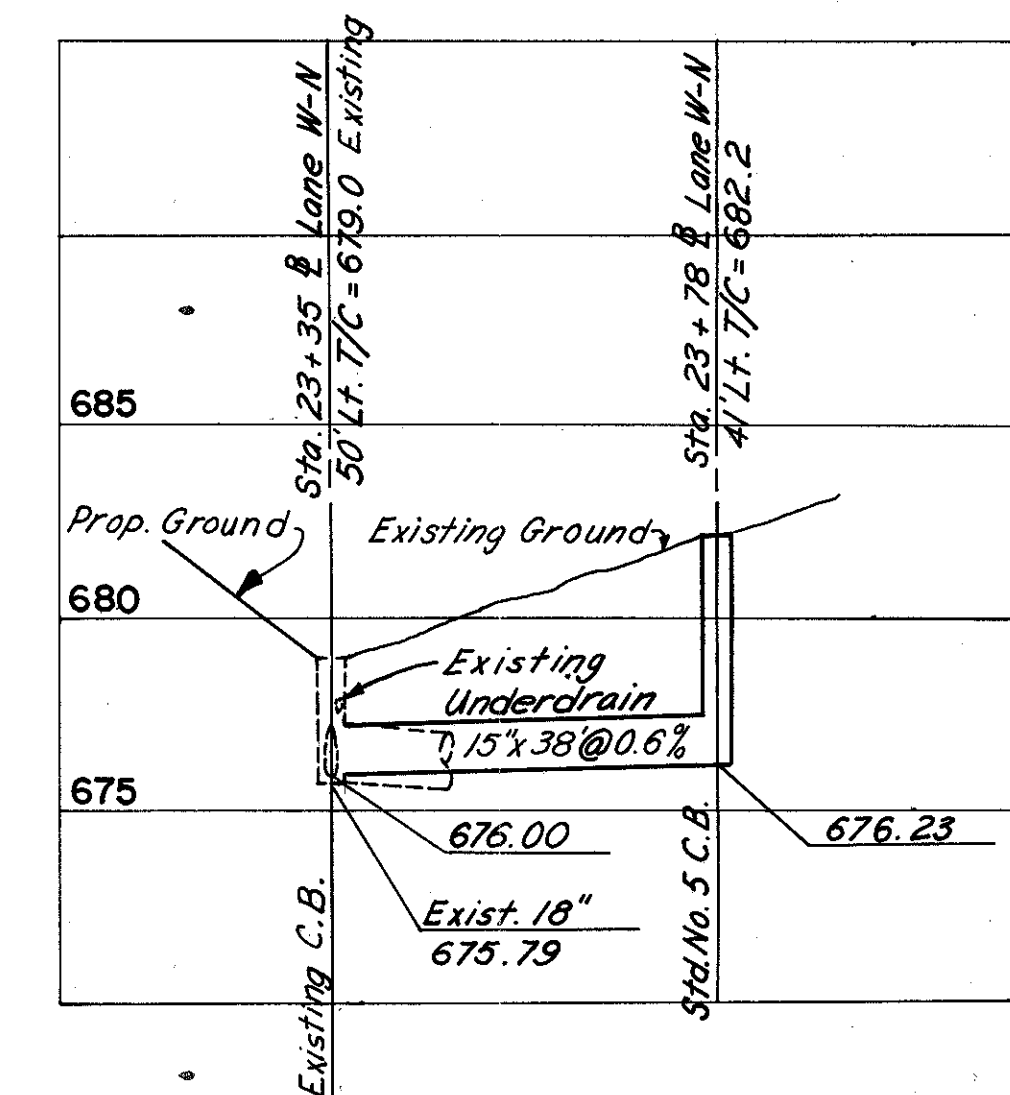 Sta. 23+35 ℄ Lane W-N
50' Lt. T/C=679.0 Existing
Sta. 23+78 ℄ Lane W-N
41' Lt. T/C=682.2
685
Prop. Ground
Existing Ground
680
Existing
Underdrain
15"x38'@0.6%
675
676.00
676.23
Exist. 18"
675.79
Existing C.B.
Std. No. 5 C.B.